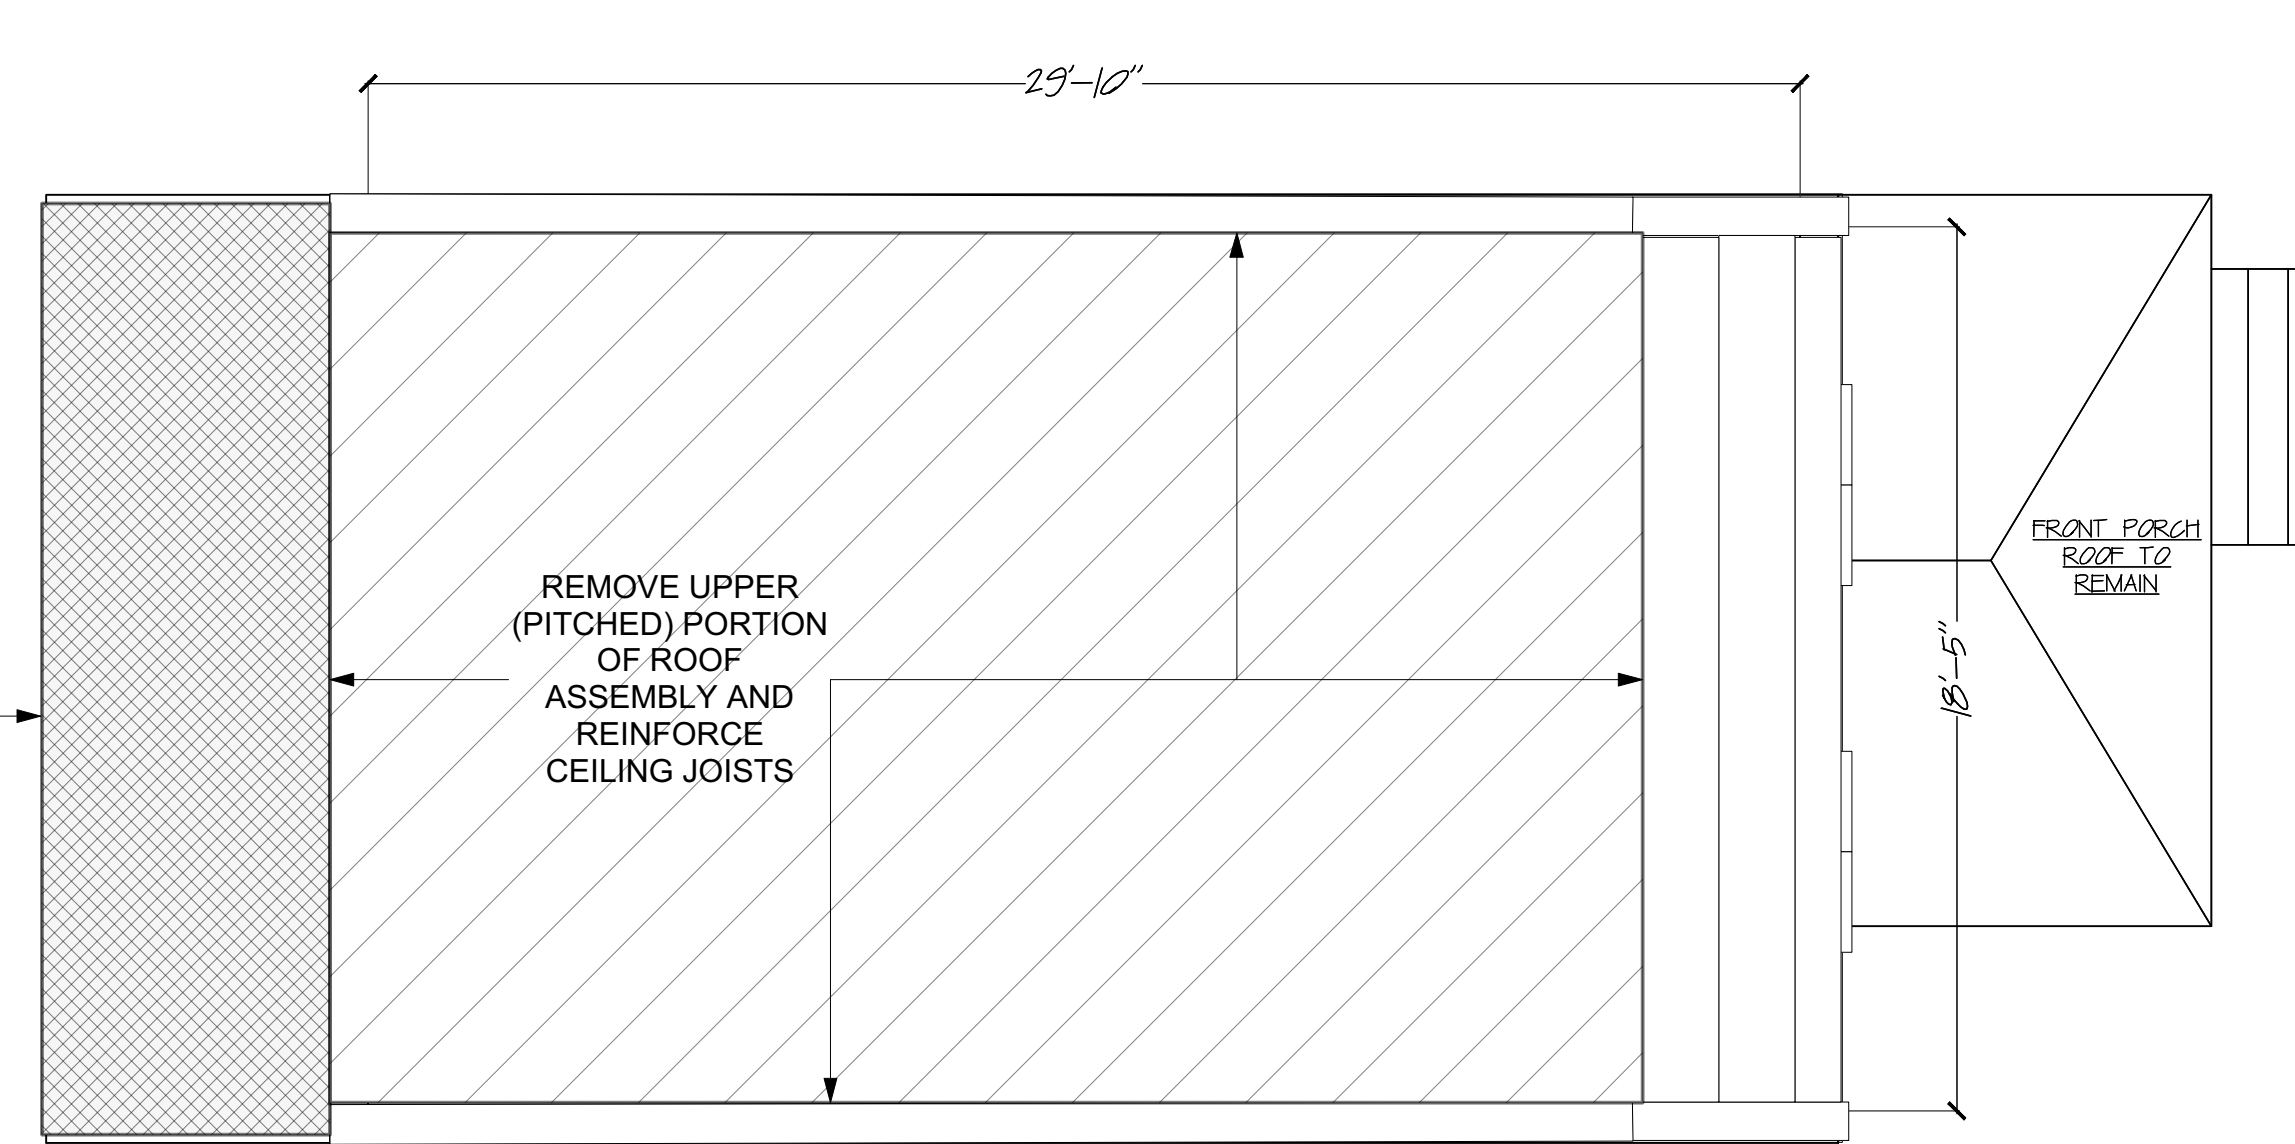 29'-10"
REMOVE UPPER
(PITCHED) PORTION
OF ROOF
ASSEMBLY AND
REINFORCE
CEILING JOISTS
FRONT PORCH
ROOF TO
REMAIN
18'-5"